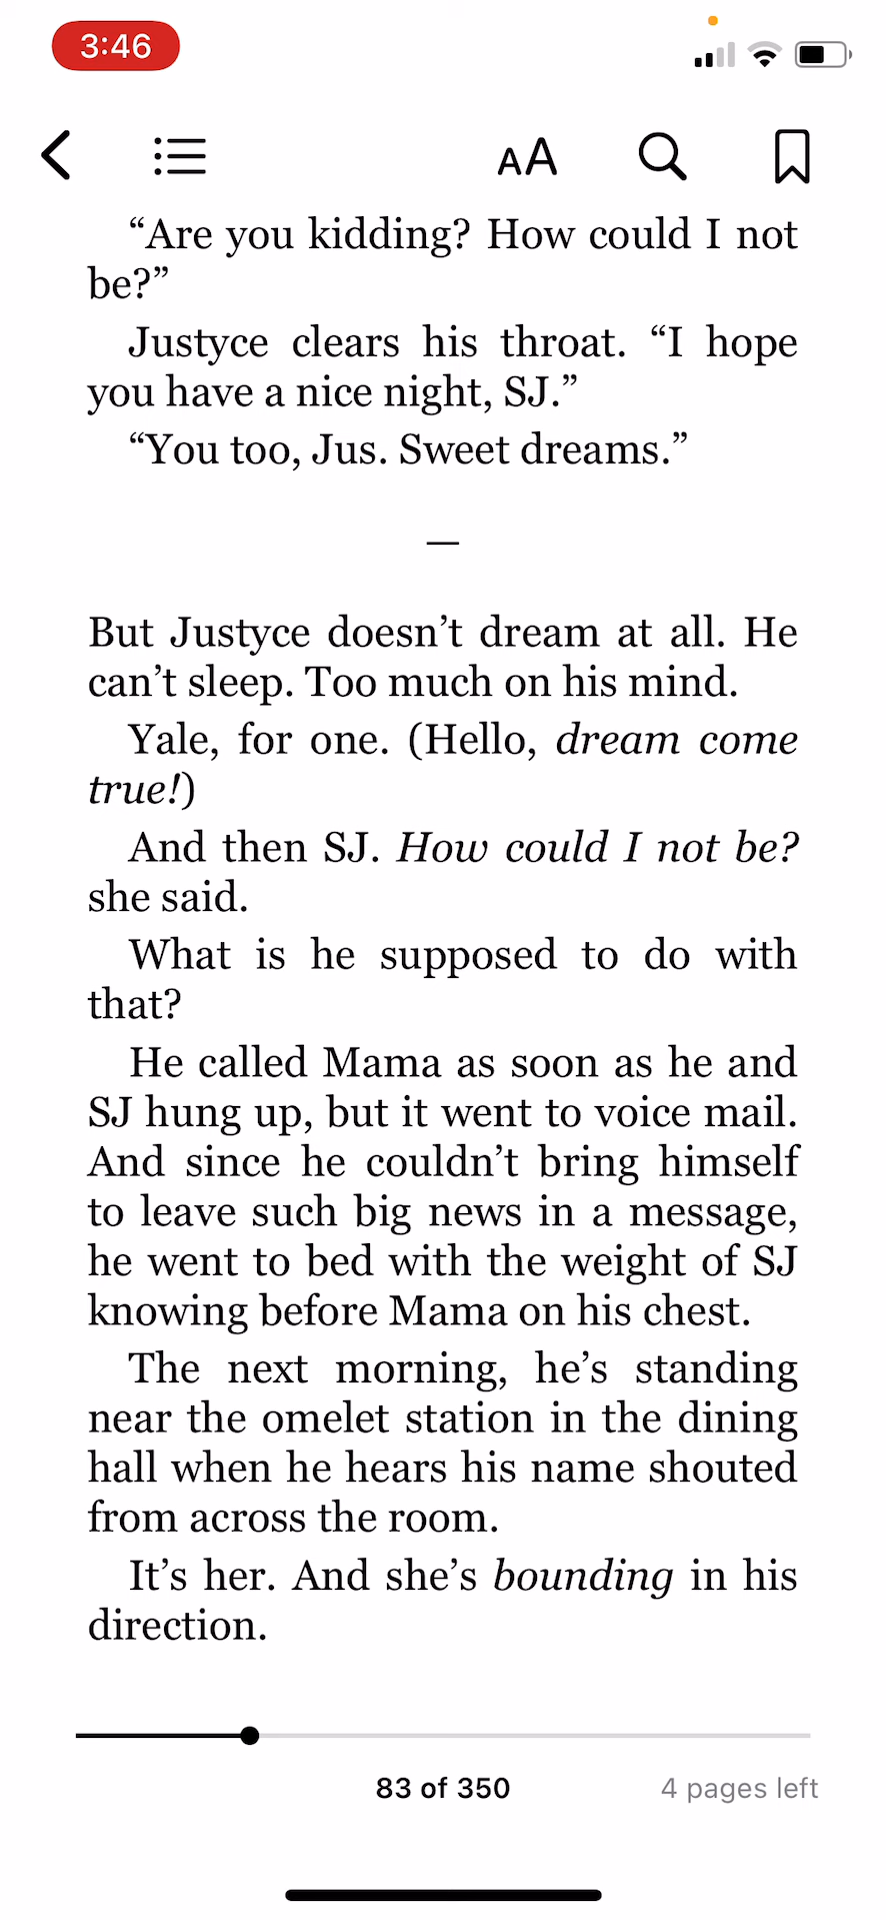 3:46
AA
“Are you kidding? How could I not
be?”
Justyce clears his throat. “I hope
you have a nice night, SJ.”
“You too, Jus. Sweet dreams.”
—
But Justyce doesn’t dream at all. He
can’t sleep. Too much on his mind.
Yale, for one. (Hello, dream come
true!)
And then SJ. How could I not be?
she said.
What is he supposed to do with
that?
He called Mama as soon as he and
SJ hung up, but it went to voice mail.
And since he couldn’t bring himself
to leave such big news in a message,
he went to bed with the weight of SJ
knowing before Mama on his chest.
The next morning, he’s standing
near the omelet station in the dining
hall when he hears his name shouted
from across the room.
It’s her. And she’s bounding in his
direction.
83 of 350
4 pages left